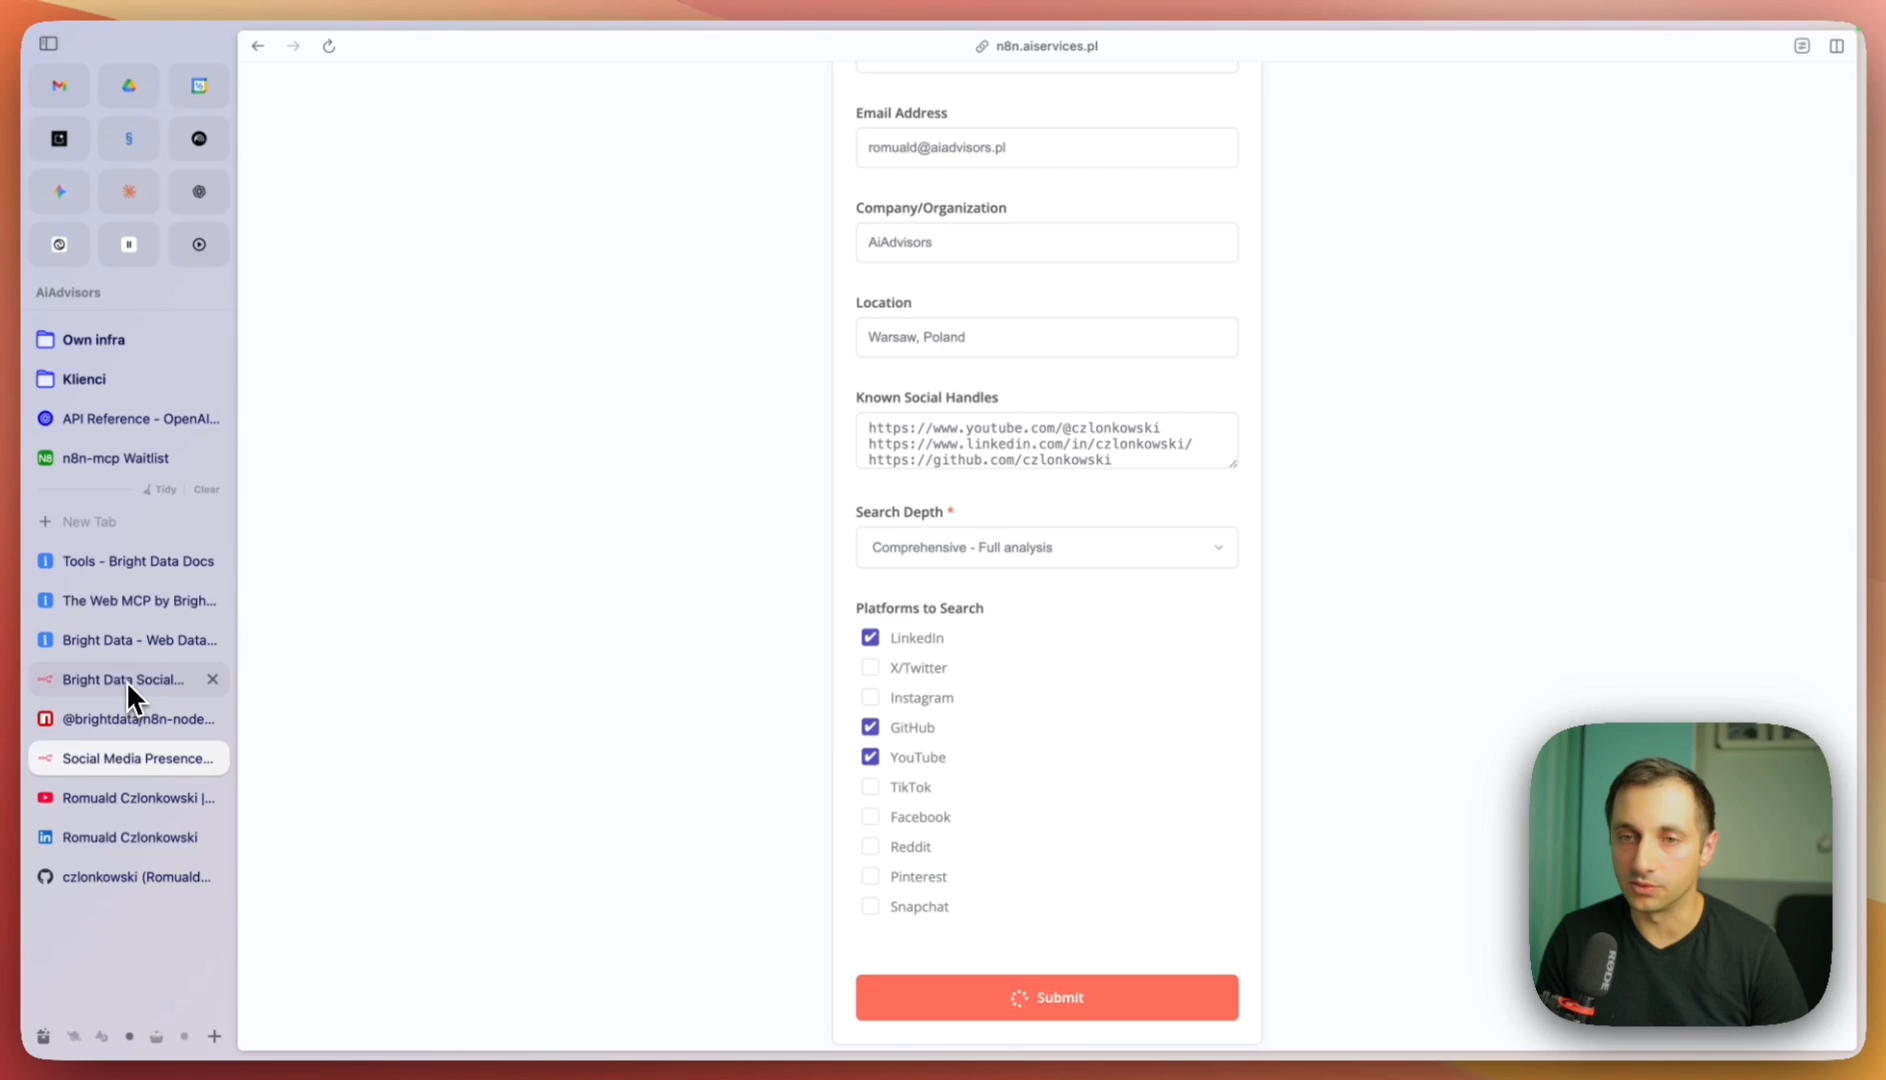 n8n.aiservices.pl
AiAdvisors
Own infra
Klienci
API Reference - OpenAI...
N8
n8n-mcp Waitlist
Tidy
Clear
New Tab
Tools - Bright Data Docs
The Web MCP by Brigh...
Bright Data - Web Data...
Bright Data Social...
@brightdata/n8n-node...
Social Media Presence...
Romuald Czlonkowski |...
Romuald Czlonkowski
czlonkowski (Romuald...
Email Address
romuald@aiadvisors.pl
Company/Organization
AiAdvisors
Location
Warsaw, Poland
Known Social Handles
https://www.youtube.com/@czlonkowski
https://www.linkedin.com/in/czlonkowski/
https://github.com/czlonkowski
Search Depth *
Comprehensive - Full analysis
Platforms to Search
LinkedIn
X/Twitter
Instagram
GitHub
YouTube
TikTok
Facebook
Reddit
Pinterest
Snapchat
Submit
RØDE